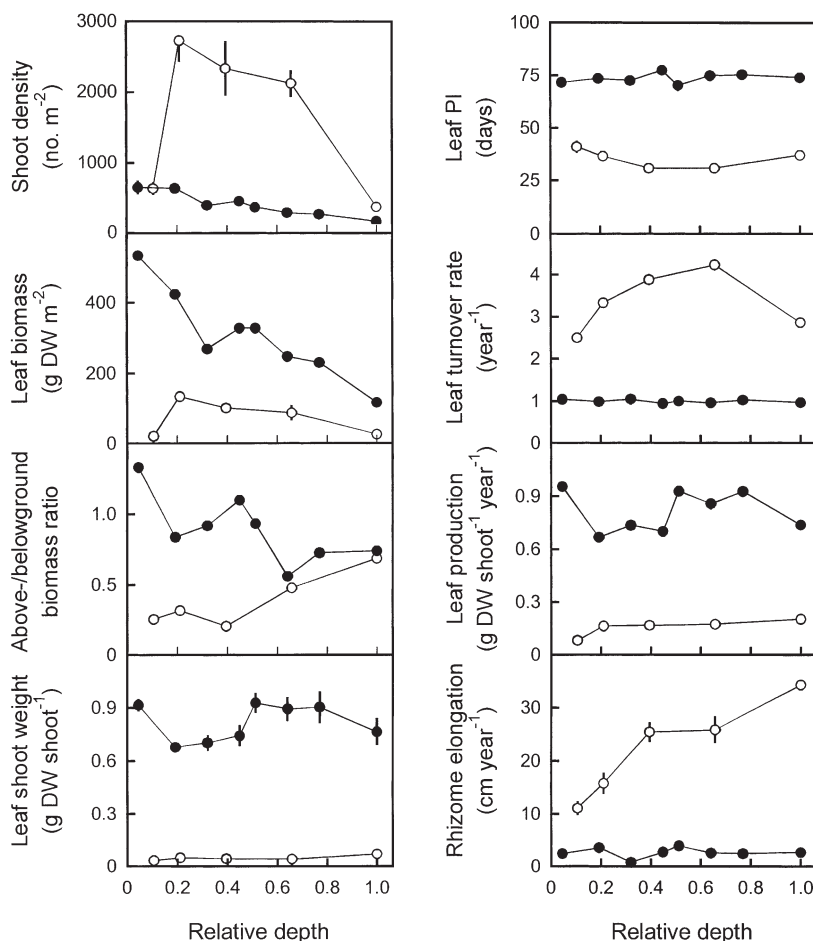 3000
2000
1000
0
Shoot density
(no. m⁻²)
400
200
0
Leaf biomass
(g DW m⁻²)
1.0
0.5
0
Above-/belowground
biomass ratio
0.9
0.6
0.3
0
Leaf shoot weight
(g DW shoot⁻¹)
0 0.2 0.4 0.6 0.8 1.0
Relative depth
100
75
50
25
0
Leaf PI
(days)
4
3
2
1
0
Leaf turnover rate
(year⁻¹)
0.9
0.6
0.3
0
Leaf production
(g DW shoot⁻¹ year⁻¹)
30
20
10
0
Rhizome elongation
(cm year⁻¹)
0 0.2 0.4 0.6 0.8 1.0
Relative depth